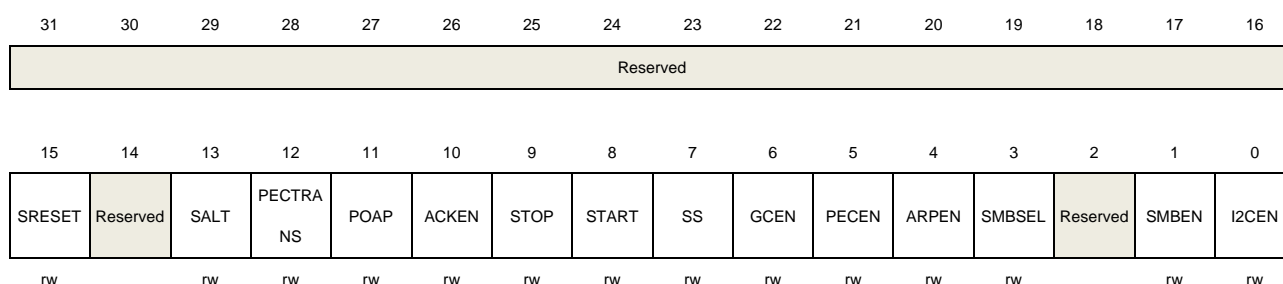 31 30 29 28 27 26 25 24 23 22 21 20 19 18 17 16
Reserved
15 14 13 12 11 10 9 8 7 6 5 4 3 2 1 0
SRESET Reserved SALT PECTRA NS POAP ACKEN STOP START SS GCEN PECEN ARPEN SMBSEL Reserved SMBEN I2CEN
rw rw rw rw rw rw rw rw rw rw rw rw rw rw